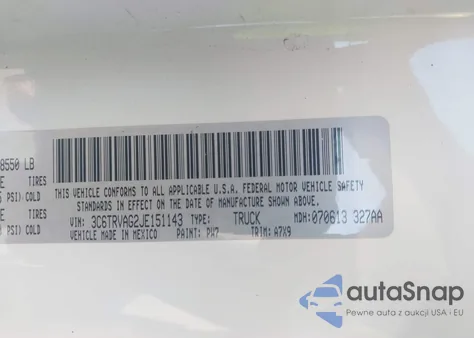 8550 LB
E TIRES
PSI) COLD
E TIRES
PSI) COLD
THIS VEHICLE CONFORMS TO ALL APPLICABLE U.S.A. FEDERAL MOTOR VEHICLE SAFETY
STANDARDS IN EFFECT ON THE DATE OF MANUFACTURE SHOWN ABOVE.
VIN: 3C6TRVAG2JE151143 TYPE: TRUCK MDH: 070613 327AA
VEHICLE MADE IN MEXICO PAINT: PW7 TRIM: A7X9
autoSnap
Pewne auta z aukcji USA i EU